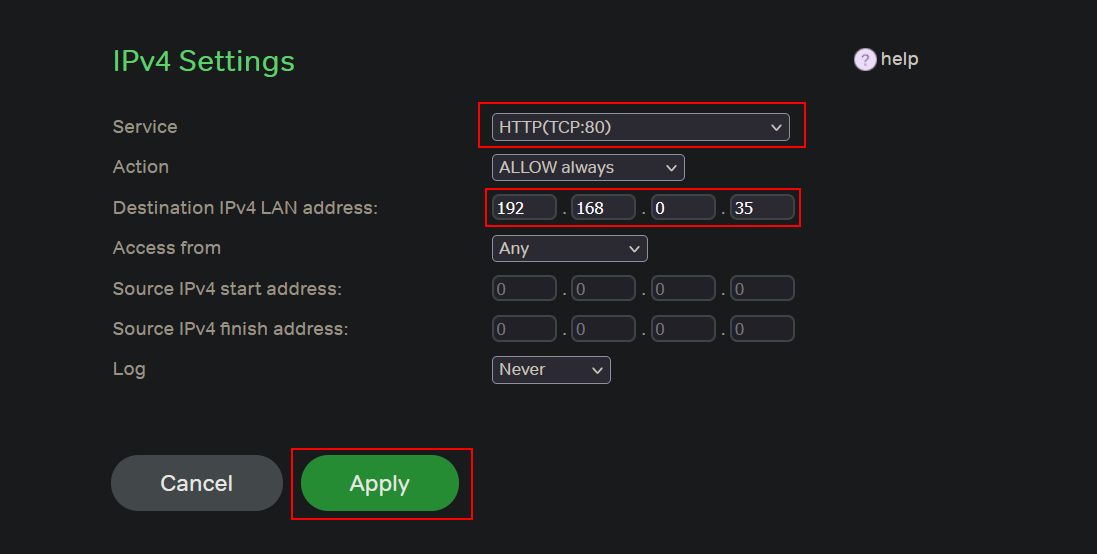 IPv4 Settings
? help
Service HTTP(TCP:80)
Action ALLOW always
Destination IPv4 LAN address: 192 . 168 . 0 . 35
Access from Any
Source IPv4 start address: 0 . 0 . 0 . 0
Source IPv4 finish address: 0 . 0 . 0 . 0
Log Never
Cancel Apply